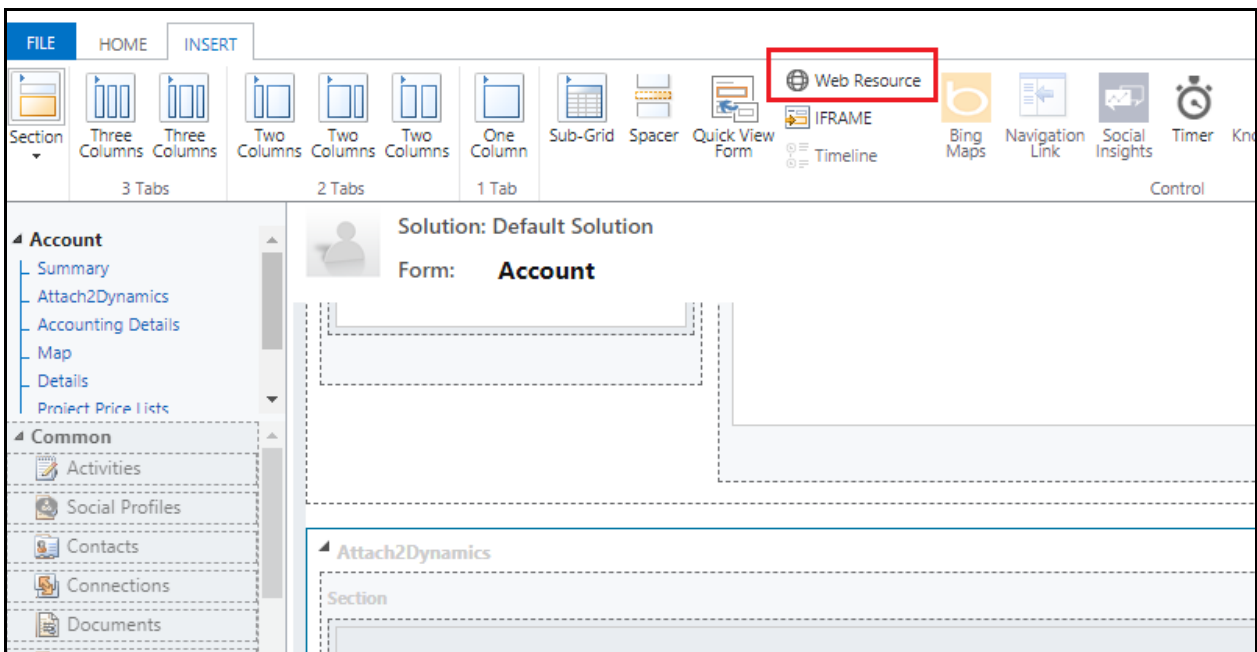 FILE HOME INSERT
Section
Three Columns
Three Columns
Two Columns
Two Columns
Two Columns
One Column
Sub-Grid
Spacer
Quick View Form
Web Resource
IFRAME
Timeline
Bing Maps
Navigation Link
Social Insights
Timer
3 Tabs
2 Tabs
1 Tab
Control
Account
Summary
Attach2Dynamics
Accounting Details
Map
Details
Project Price Lists
Common
Activities
Social Profiles
Contacts
Connections
Documents
Solution: Default Solution
Form: Account
Attach2Dynamics
Section